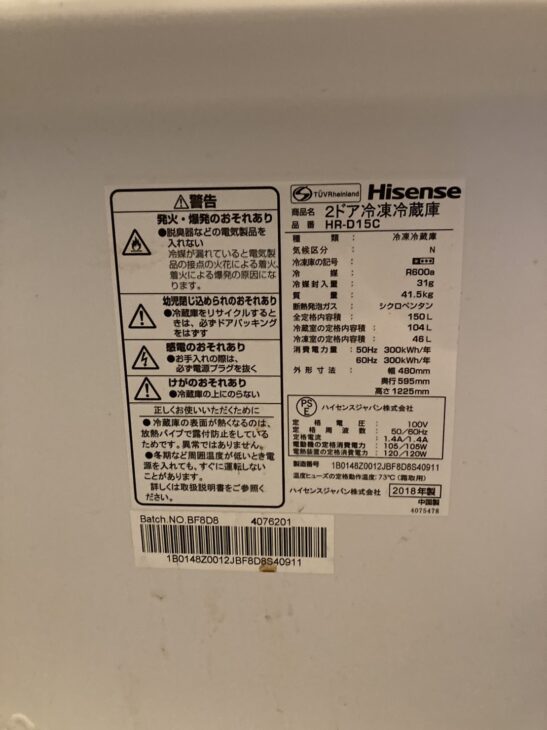 ⚠警告
発火・爆発のおそれあり
●脱臭器などの電気製品を
入れない
冷媒が漏れていると電気製
品の接点の火花による着火、
着火による爆発の原因にな
ります。
幼児閉じ込められのおそれあり
●冷蔵庫をリサイクルすると
きは、必ずドアパッキング
をはずす
感電のおそれあり
●お手入れの際は、
必ず電源プラグを抜く
けがのおそれあり
●冷蔵庫の上にのらない
正しくお使いいただくために
●冷蔵庫の表面が熱くなるのは、
放熱パイプで露付防止をしている
ためです。異常ではありません。
●冬期など周囲温度が低いとき電
源を入れても、すぐに運転しない
ことがあります。
詳しくは取扱説明書をご参照く
ださい。
TÜVRheinland Hisense
商品名 2ドア冷凍冷蔵庫
品番 HR-D15C
種類:冷凍冷蔵庫
気候区分:N
冷凍庫の記号:
冷媒:R600a
冷媒封入量:31g
質量:41.5kg
断熱発泡ガス:シクロペンタン
全定格内容積:150L
冷蔵室の定格内容積:104L
冷凍室の定格内容積:46L
消費電力量:50Hz 300kWh/年
60Hz 300kWh/年
外形寸法:幅 480mm
奥行 595mm
高さ 1225mm
PSE ハイセンスジャパン株式会社
定格電圧:100V
定格周波数:50/60Hz
定格電流:1.4A/1.4A
電動機の定格消費電力:105/105W
電熱装置の定格消費電力:120/120W
製造番号 1B0148Z0012JBF8D8S40911
温度ヒューズの定格動作温度:73℃(霜取用)
ハイセンスジャパン株式会社 2018年製
中国製
4075478
Batch.NO.BF8D8 4076201
1B0148Z0012JBF8D8S40911